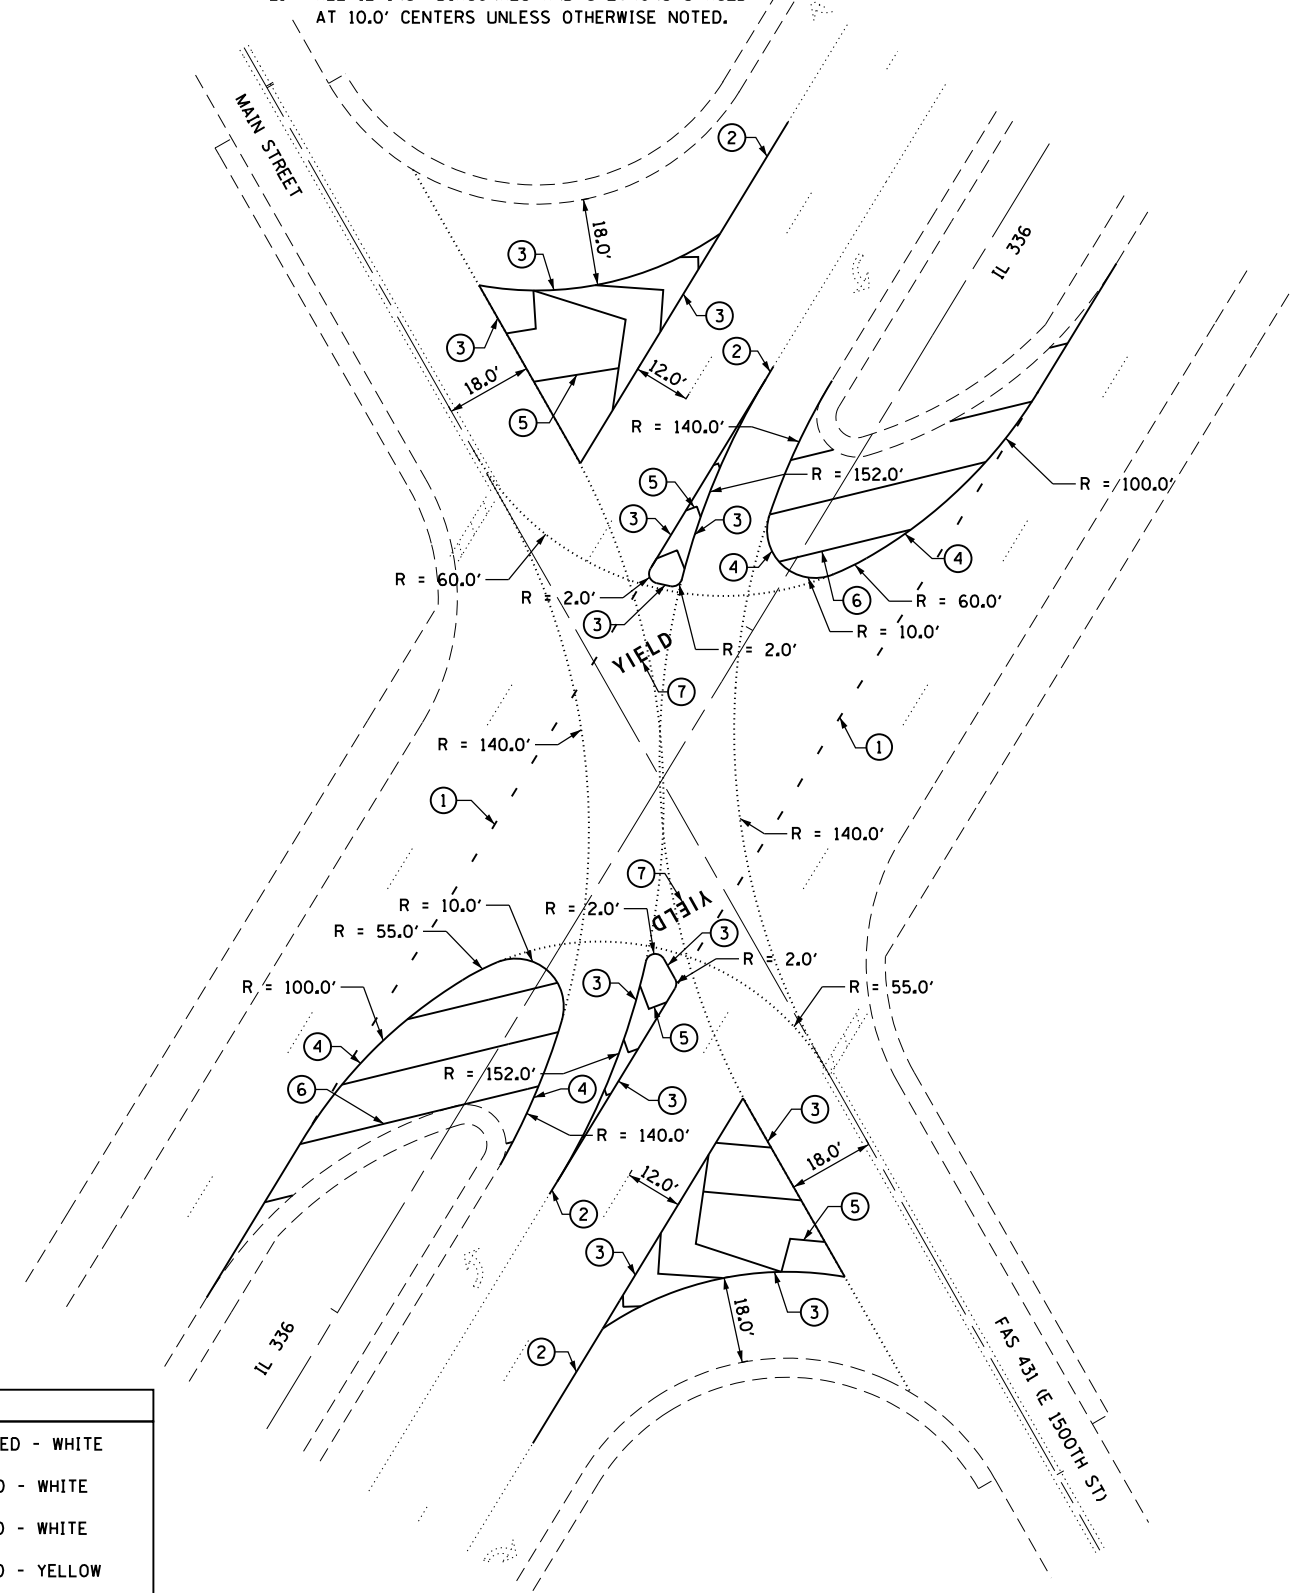 AT 10.0' CENTERS UNLESS OTHERWISE NOTED.
MAIN STREET
2
18.0'
IL 336
3
3
3
2
18.0'
12.0'
5
R = 140.0'
R = 152.0'
R = 100.0'
5
3
3
4
4
R = 60.0'
R = 2.0'
6
R = 60.0'
3
R = 10.0'
YIELD
R = 2.0'
7
R = 140.0'
1
1
R = 140.0'
7
R = 10.0'
R = 2.0'
YIELD
R = 55.0'
3
R = 2.0'
R = 100.0'
3
R = 55.0'
4
5
R = 152.0'
6
4
3
3
R = 140.0'
18.0'
12.0'
2
5
3
18.0'
3
IL 336
2
FAS 431 (E 1500TH ST)
ED - WHITE
- WHITE
- WHITE
- YELLOW